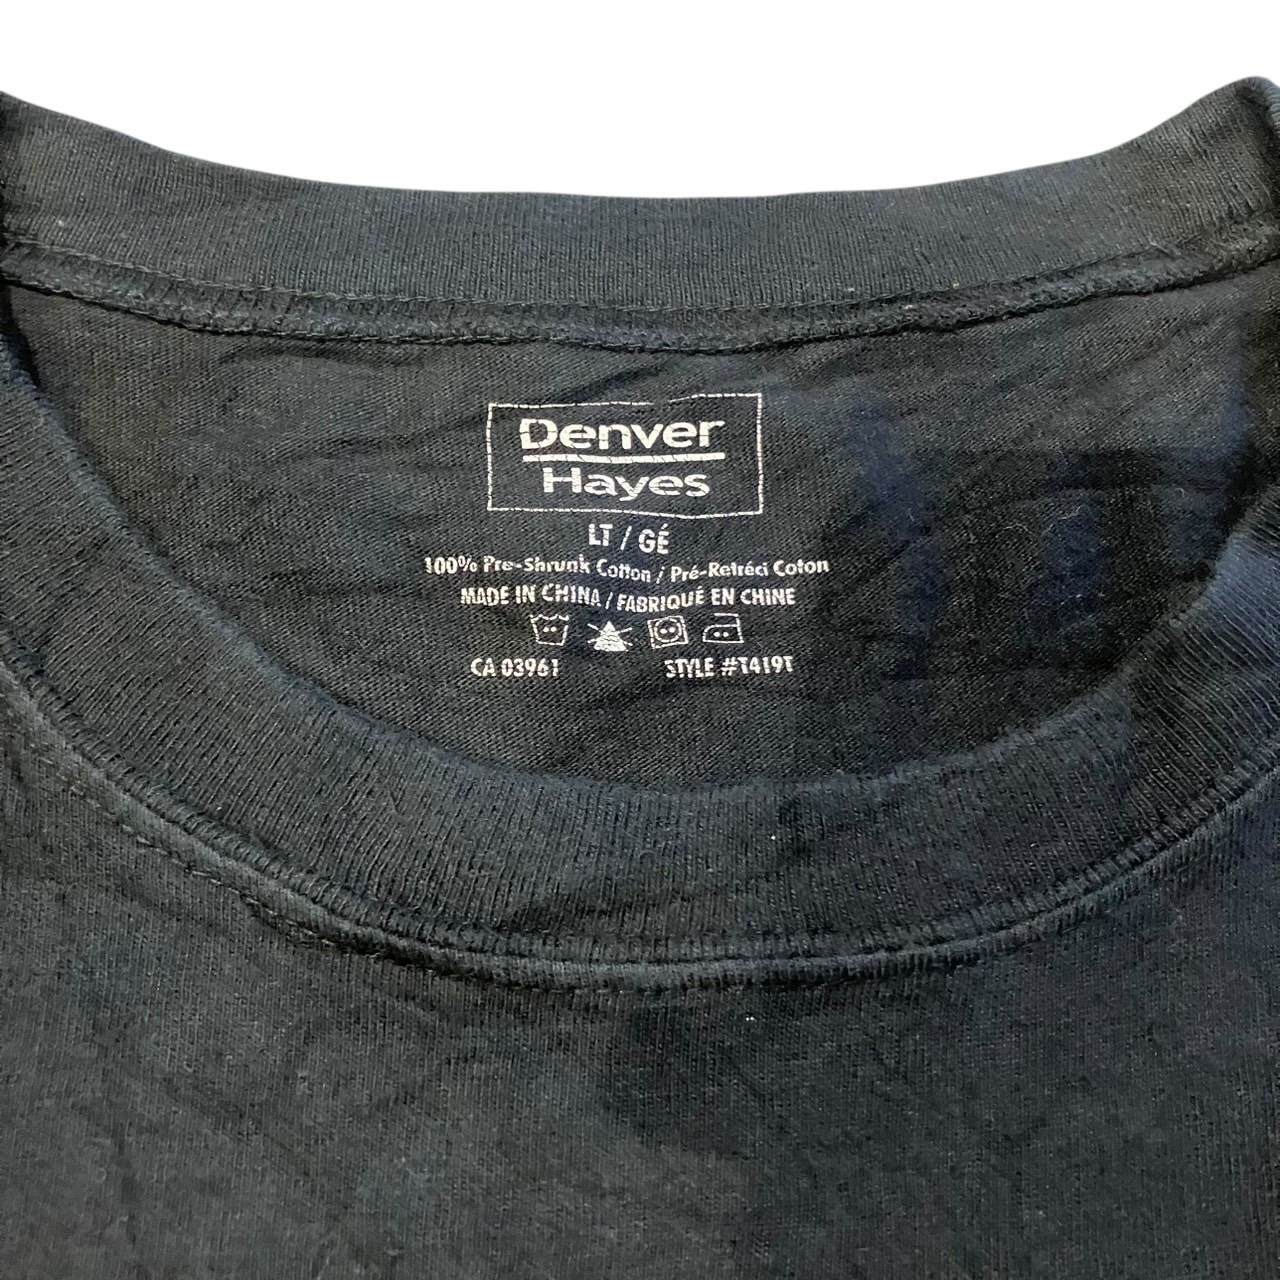 Denver
Hayes
LT / GÉ
100% Pre-Shrunk Cotton / Pré-Retréci Coton
MADE IN CHINA / FABRIQUÉ EN CHINE
CA 03961 STYLE #T419T